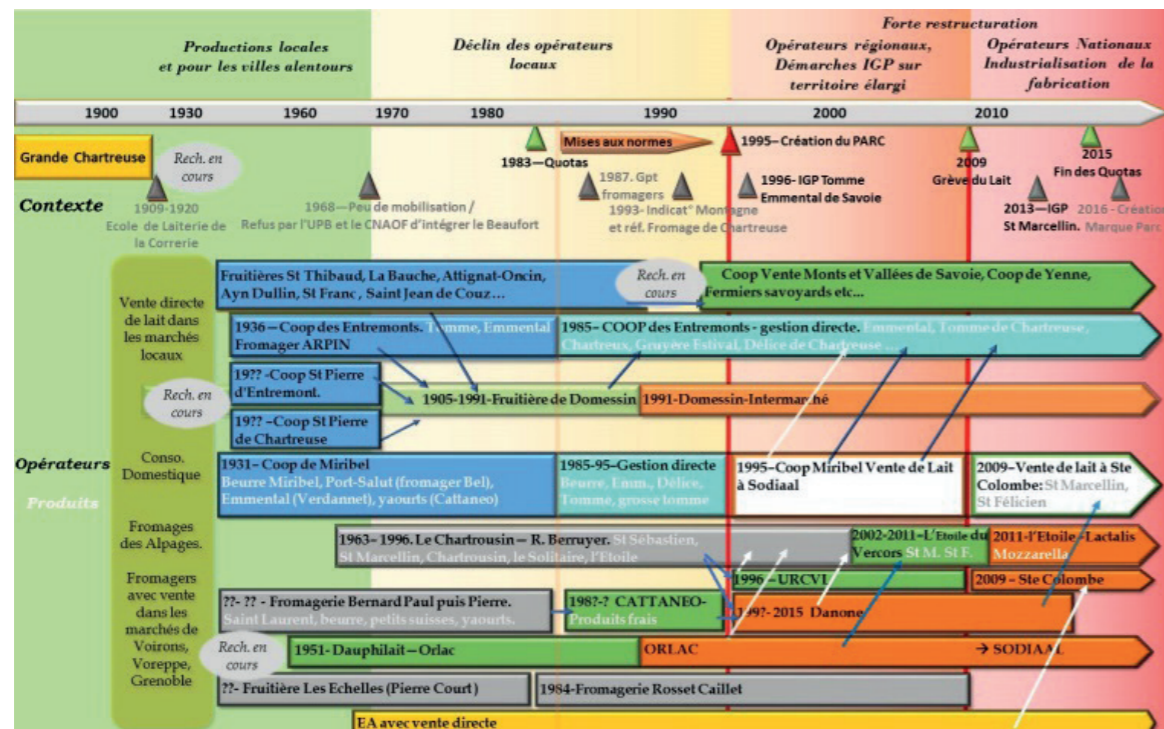 Forte restructuration
Productions locales
et pour les villes alentours
Déclin des opérateurs
locaux
Opérateurs régionaux,
Démarches IGP sur
territoire élargi
Opérateurs Nationaux
Industrialisation de la
fabrication
1900 1930 1960 1970 1980 1990 2000 2010
Grande Chartreuse
Rech. en
cours
1983—Quotas
Mises aux normes
1995–Création du PARC
2009
Grève du Lait
2015
Fin des Quotas
Contexte
1909-1920
Ecole de Laiterie de
la Correrie
1968—Peu de mobilisation /
Refus par l'UPB et le CNAOF d'intégrer le Beaufort
1987. Gpt
fromagers
1993- Indicat° Montagne
et réf. Fromage de Chartreuse
1996- IGP Tomme
Emmental de Savoie
2013—IGP
St Marcellin.
2016 -Création
Marque Parc
Vente directe
de lait dans
les marchés
locaux
Fruitières St Thibaud, La Bauche, Attignat-Oncin,
Ayn Dullin, St Franc, Saint Jean de Couz…
Rech. en
cours
Coop Vente Monts et Vallées de Savoie, Coop de Yenne,
Fermiers savoyards etc...
1936—Coop des Entremonts. Tomme, Emmental
Fromager ARPIN
1985– COOP des Entremonts - gestion directe. Emmental, Tomme de Chartreuse,
Chartreux, Gruyère Estival, Délice de Chartreuse …
Rech. en
cours
19?? -Coop St Pierre
d'Entremont.
19?? –Coop St Pierre
de Chartreuse
1905-1991-Fruitière de Domessin
1991-Domessin-Intermarché
Opérateurs
Produits
Conso.
Domestique
1931– Coop de Miribel
Beurre Miribel, Port-Salut (fromager Bel),
Emmental (Verdannet), yaourts (Cattaneo)
1985-95–Gestion directe
Beurre, Emm., Délice,
Tomme, grosse tomme
1995–Coop Miribel Vente de Lait
à Sodiaal
2009–Vente de lait à Ste
Colombe: St Marcellin,
St Félicien
Fromages
des Alpages.
1963– 1996. Le Chartrousin— R. Berruyer. St Sébastien,
St Marcellin, Chartrousin, le Solitaire, l'Etoile
2002-2011–L'Etoile du
Vercors St M. St F.
2011-l'Etoile -Lactalis
Mozzarella
1996 –URCVL
2009 – Ste Colombe
Fromagers
avec vente
dans les
marchés de
Voirons,
Voreppe,
Grenoble
??- ?? - Fromagerie Bernard Paul puis Pierre.
Saint Laurent, beurre, petits suisses, yaourts.
198?-? CATTANEO-
Produits frais
199?-2015 Danone
Rech. en
cours
1951- Dauphilait—Orlac
ORLAC
→ SODIAAL
??- Fruitière Les Echelles (Pierre Court)
1984-Fromagerie Rosset Caillet
EA avec vente directe